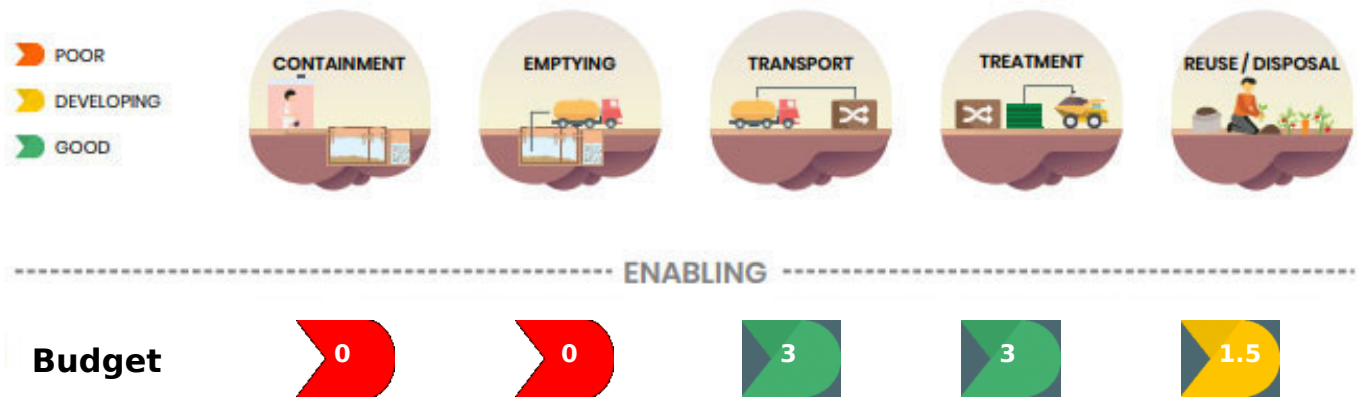 POOR
DEVELOPING
GOOD
CONTAINMENT
EMPTYING
TRANSPORT
TREATMENT
REUSE / DISPOSAL
ENABLING
Budget 0 0 3 3 1.5